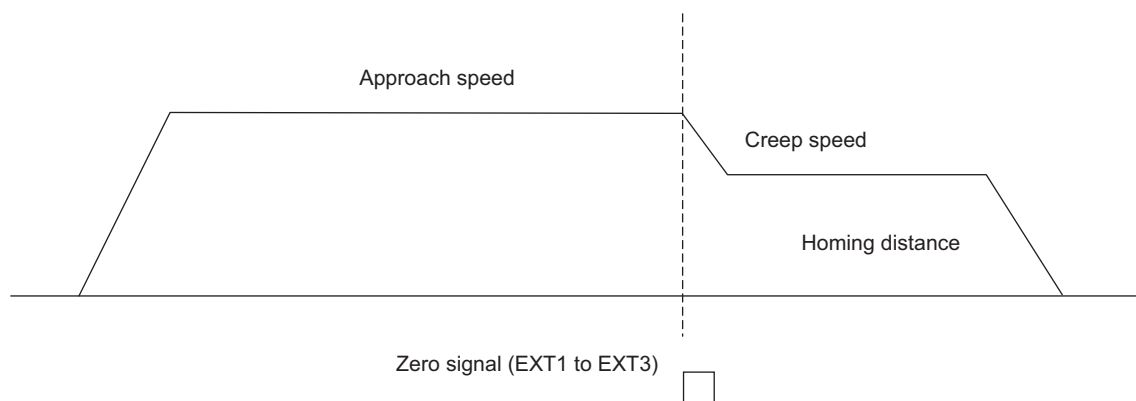 Approach speed
Creep speed
Homing distance
Zero signal (EXT1 to EXT3)